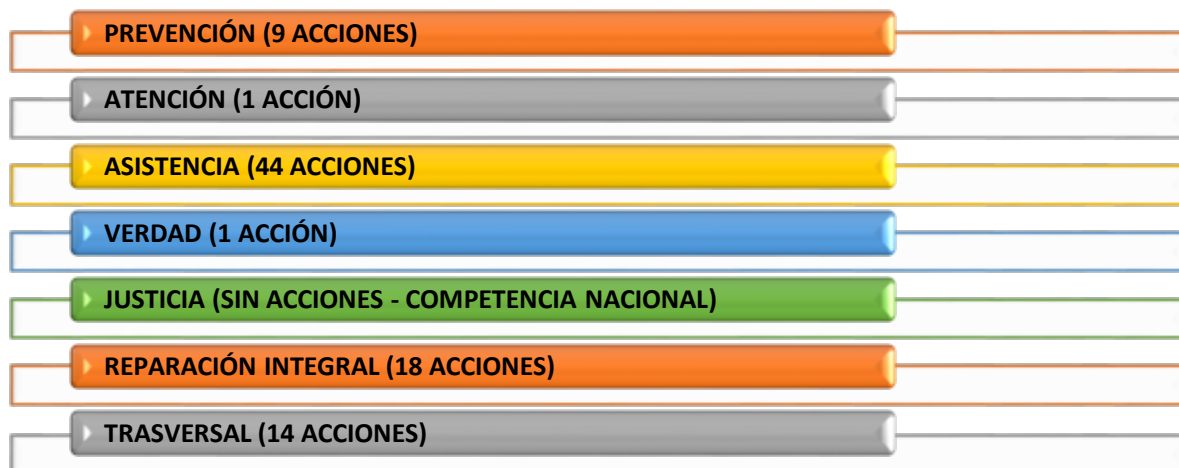 PREVENCIÓN (9 ACCIONES)
ATENCIÓN (1 ACCIÓN)
ASISTENCIA (44 ACCIONES)
VERDAD (1 ACCIÓN)
JUSTICIA (SIN ACCIONES - COMPETENCIA NACIONAL)
REPARACIÓN INTEGRAL (18 ACCIONES)
TRASVERSAL (14 ACCIONES)